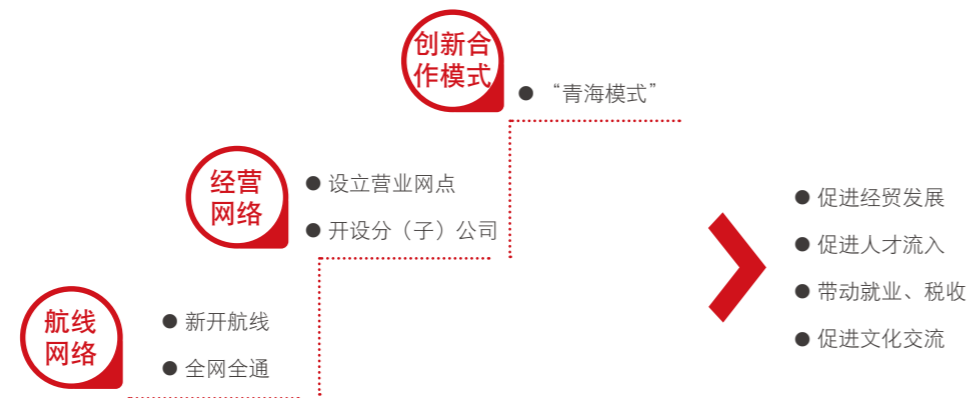 创新合
作模式
● “青海模式”
经营
网络
● 设立营业网点
● 开设分（子）公司
航线
网络
● 新开航线
● 全网全通
● 促进经贸发展
● 促进人才流入
● 带动就业、税收
● 促进文化交流